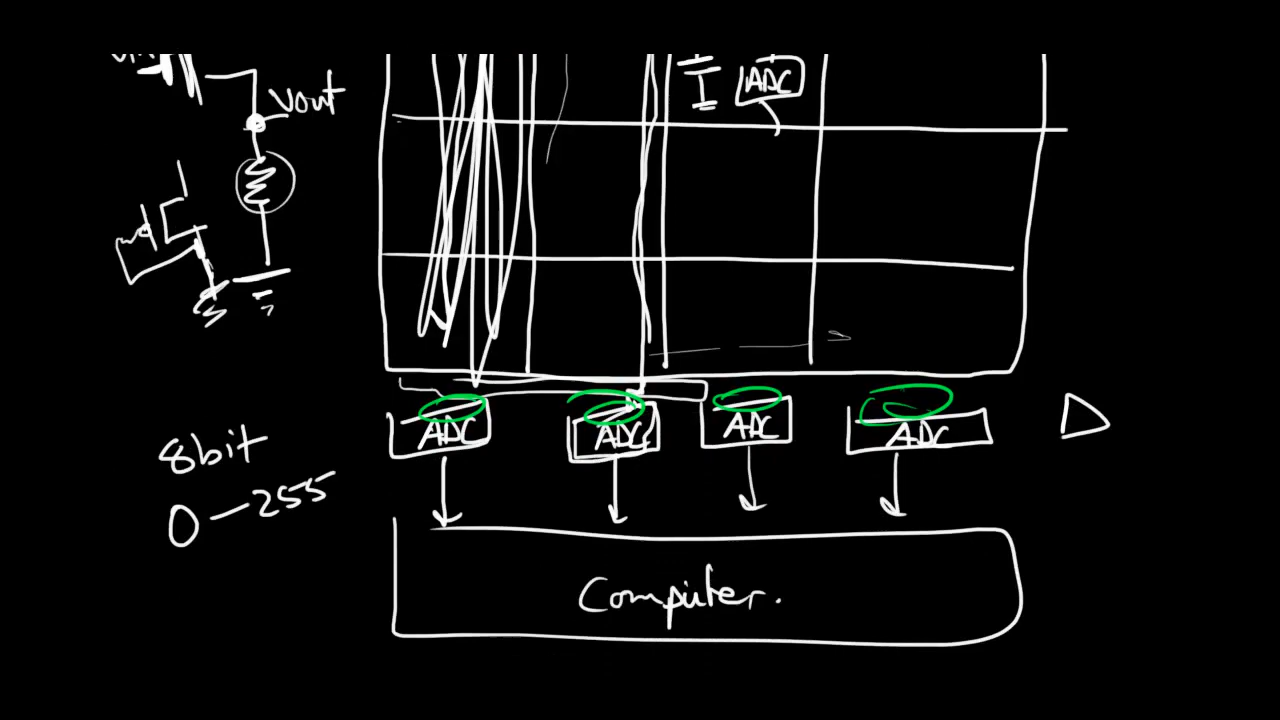 Vout
ADC
ADC ADC ADC ADC
8bit
0-255
Computer.